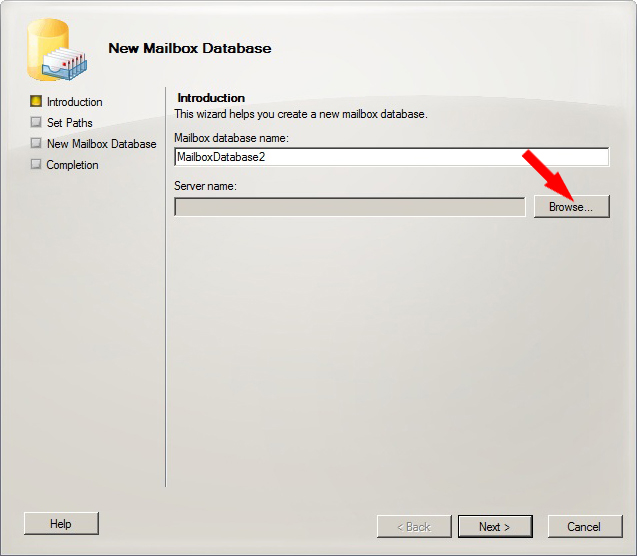 New Mailbox Database
Introduction
Set Paths
New Mailbox Database
Completion
Introduction
This wizard helps you create a new mailbox database.
Mailbox database name:
MailboxDatabase2
Server name:
Browse...
Help
< Back
Next >
Cancel